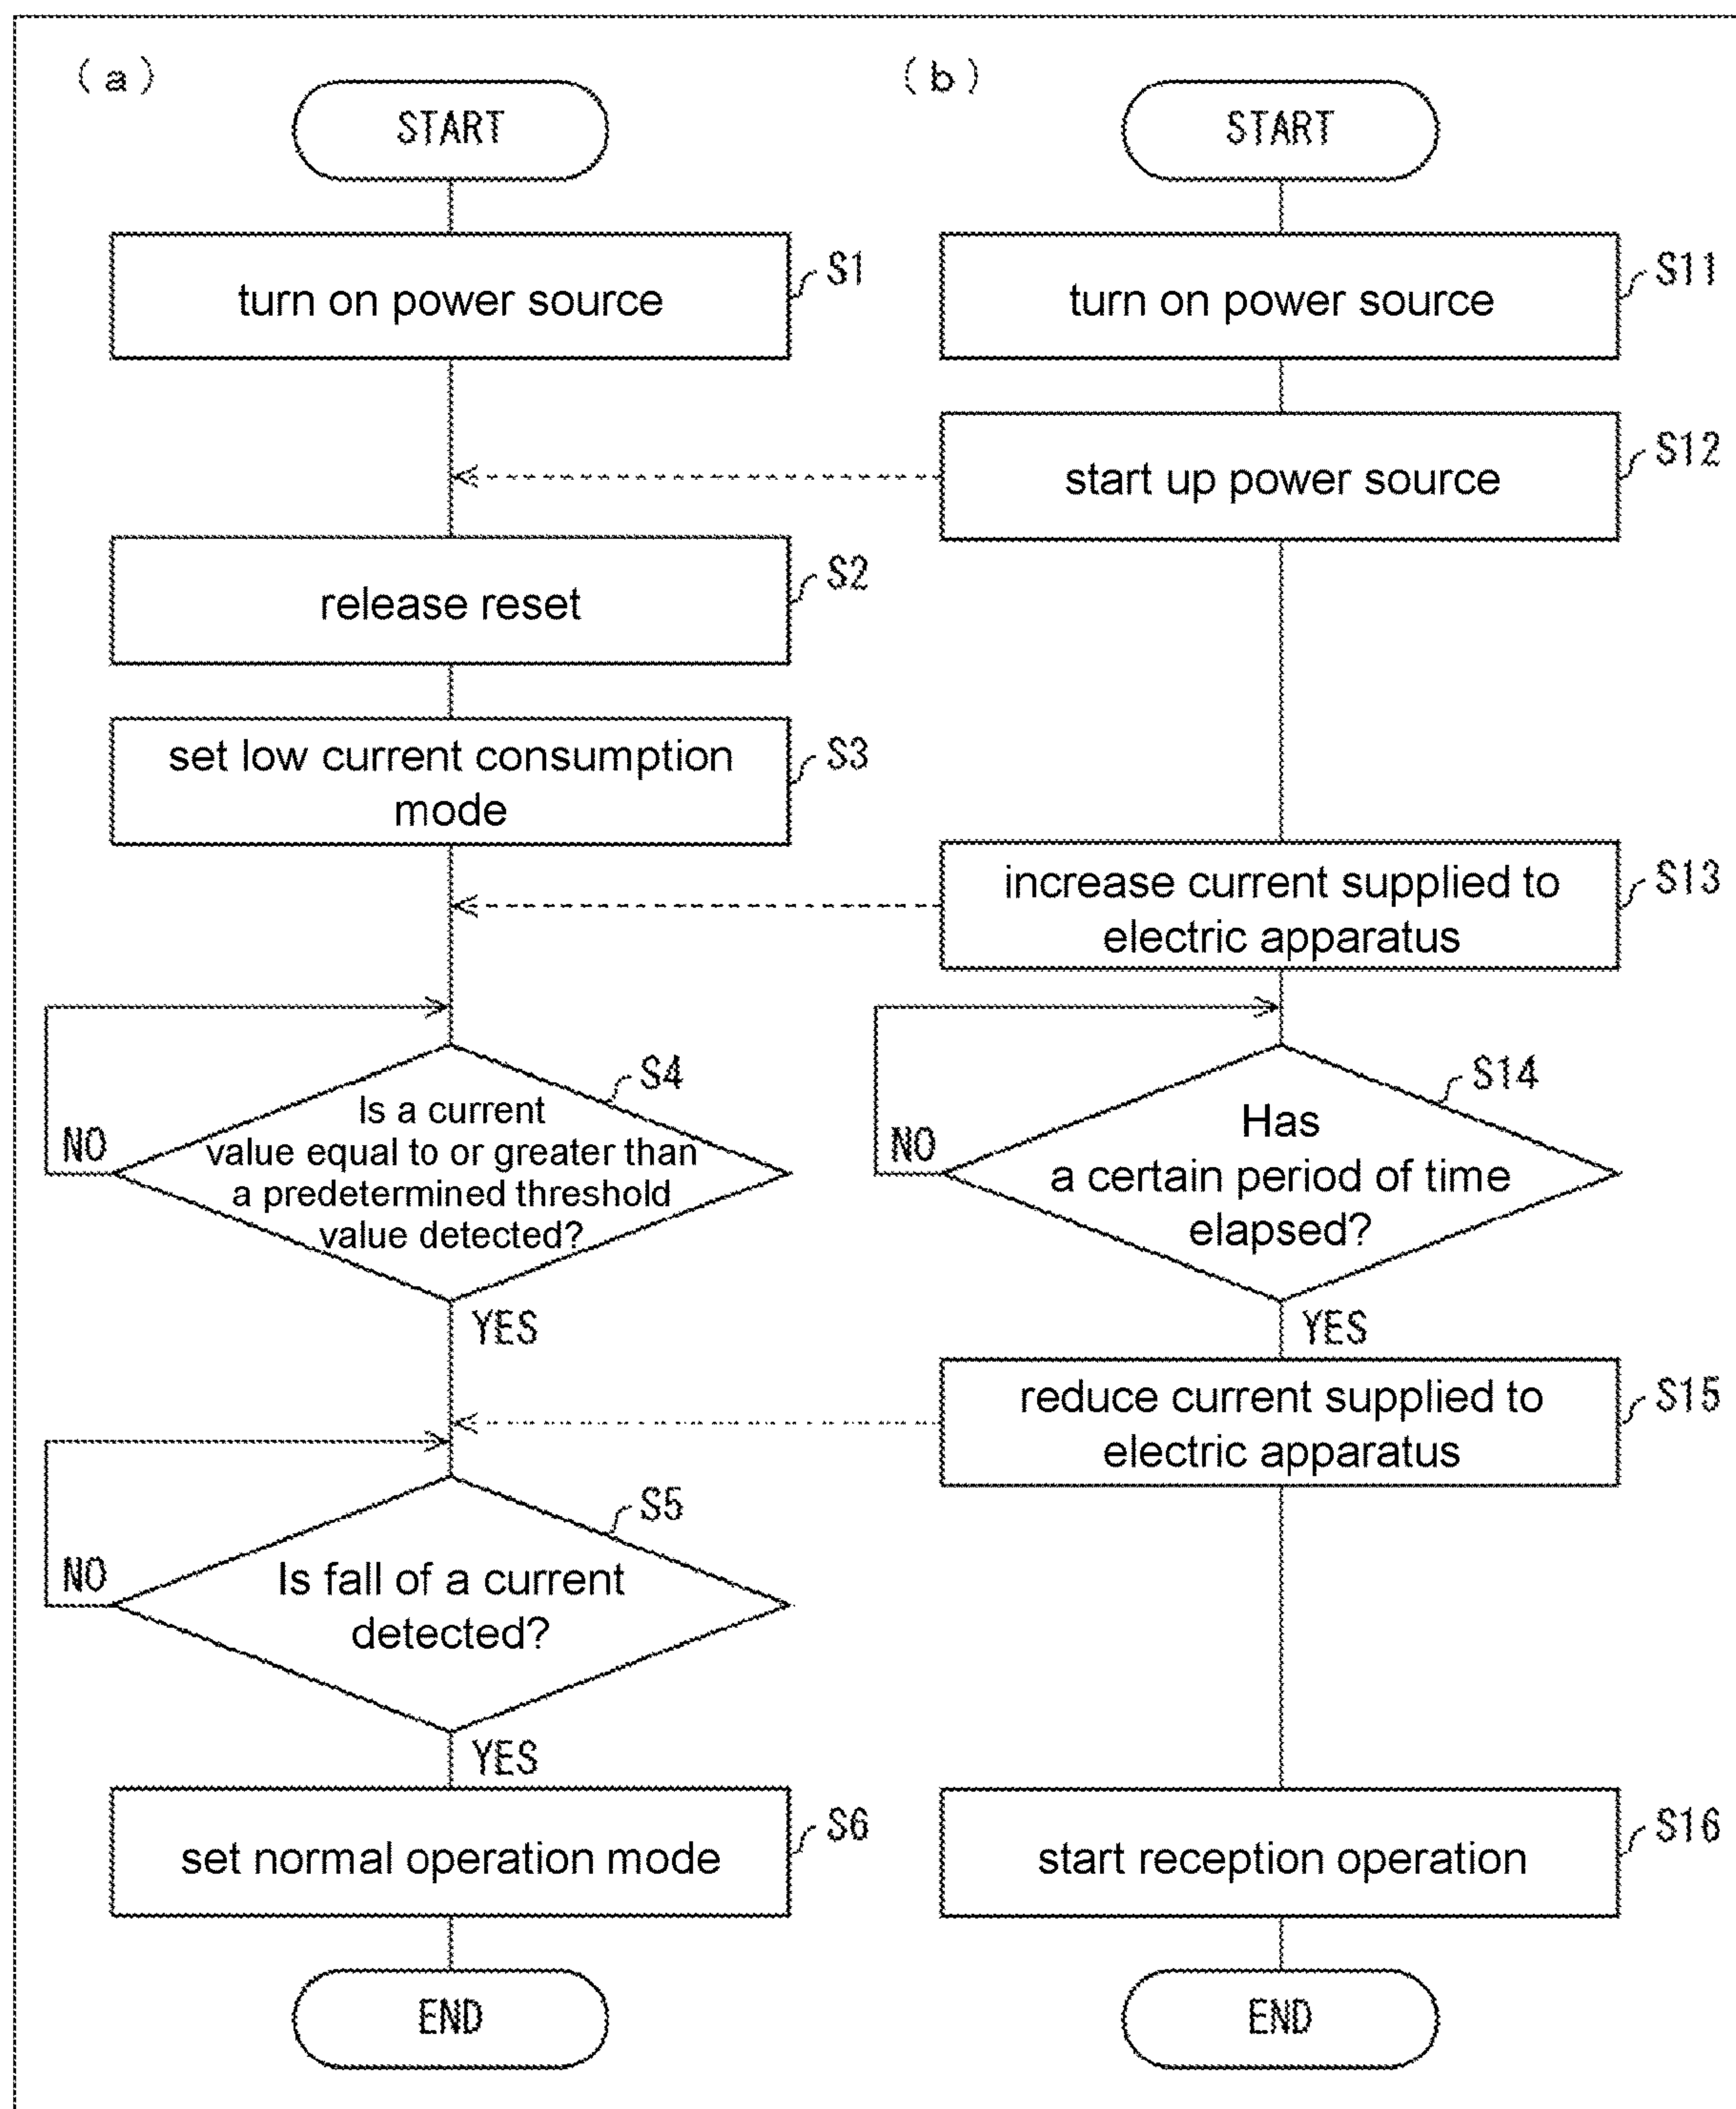 (a)
START
turn on power source
S1
release reset
S2
set low current consumption
mode
S3
S4
Is a current
value equal to or greater than
a predetermined threshold
value detected?
NO
YES
S5
Is fall of a current
detected?
NO
YES
set normal operation mode
S6
END
(b)
START
turn on power source
S11
start up power source
S12
increase current supplied to
electric apparatus
S13
S14
Has
a certain period of time
elapsed?
NO
YES
reduce current supplied to
electric apparatus
S15
start reception operation
S16
END